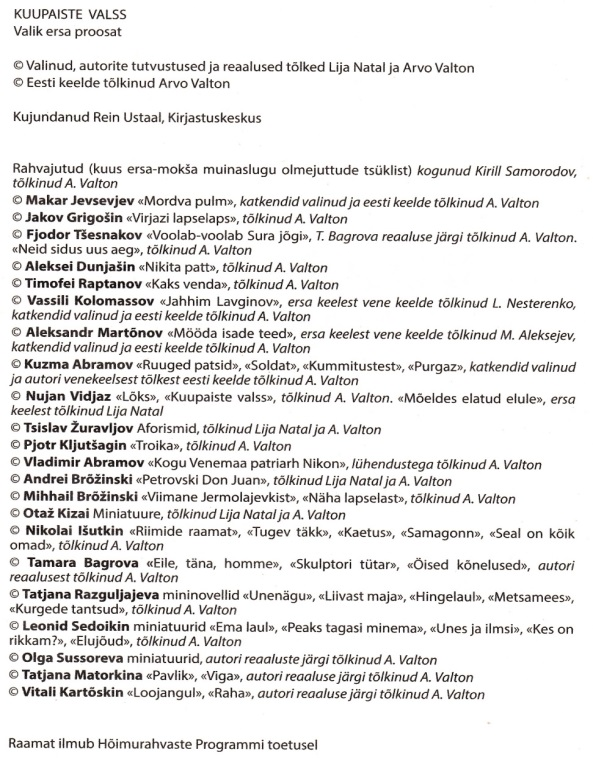 KUUPAISTE VALSS
Valik ersa proosat
© Valinud, autorite tutvustused ja reaalused tõlked Lija Natal ja Arvo Valton
© Eesti keelde tõlkinud Arvo Valton
Kujundanud Rein Ustaal, Kirjastuskeskus
Rahvajutud (kuus ersa-mokša muinaslugu olmejuttude tsüklist) kogunud Kirill Samorodov,
tõlkinud A. Valton
© Makar Jevsevjev «Mordva pulm», katkendid valinud ja eesti keelde tõlkinud A. Valton
© Jakov Grigošin «Virjazi lapselaps», tõlkinud A. Valton
© Fjodor Tšesnakov «Voolab-voolab Sura jõgi», T. Bagrova reaaluse järgi tõlkinud A. Valton.
«Neid sidus uus aeg», tõlkinud A. Valton
© Aleksei Dunjašin «Nikita patt», tõlkinud A. Valton
© Timofei Raptanov «Kaks venda», tõlkinud A. Valton
© Vassili Kolomassov «Jahhim Lavginov», ersa keelest vene keelde tõlkinud L. Nesterenko,
katkendid valinud ja eesti keelde tõlkinud A. Valton
© Aleksandr Martõnov «Mööda isade teed», ersa keelest vene keelde tõlkinud M. Aleksejev,
katkendid valinud ja eesti keelde tõlkinud A. Valton
© Kuzma Abramov «Ruuged patsid», «Soldat», «Kummitustest», «Purgaz», katkendid valinud
ja autori venekeelsest tõlkest eesti keelde tõlkinud A. Valton
© Nujan Vidjaz «Lõks», «Kuupaiste valss», tõlkinud A. Valton. «Mõeldes elatud elule», ersa
keelest tõlkinud Lija Natal
© Tsislav Žuravljov Aforismid, tõlkinud Lija Natal ja A. Valton
© Pjotr Kljutšagin «Troika», tõlkinud A. Valton
© Vladimir Abramov «Kogu Venemaa patriarh Nikon», lühendustega tõlkinud A. Valton
© Andrei Brõžinski «Petrovski Don Juan», tõlkinud Lija Natal ja A. Valton
© Mihhail Brõžinski «Viimane Jermolajevkist», «Näha lapselast», tõlkinud A. Valton
© Otaž Kizai Miniatuure, tõlkinud Lija Natal ja A. Valton
© Nikolai Išutkin «Riimide raamat», «Tugev täkk», «Kaetus», «Samagonn», «Seal on kõik
omad», tõlkinud A. Valton
© Tamara Bagrova «Eile, täna, homme», «Skulptori tütar», «Öised kõnelused», autori
reaalusest tõlkinud A. Valton
© Tatjana Razguljajeva mininovellid «Unenägu», «Liivast maja», «Hingelaul», «Metsamees»,
«Kurgede tantsud», tõlkinud A. Valton
© Leonid Sedoikin miniatuurid «Ema laul», «Peaks tagasi minema», «Unes ja ilmsi», «Kes on
rikkam?», «Elujõud», tõlkinud A. Valton
© Olga Sussoreva miniatuurid, autori reaaluste järgi tõlkinud A. Valton
© Tatjana Matorkina «Pavlik», «Viga», autori reaaluse järgi tõlkinud A. Valton
© Vitali Kartõskin «Loojangul», «Raha», autori reaaluse järgi tõlkinud A. Valton
Raamat ilmub Hõimurahvaste Programmi toetusel